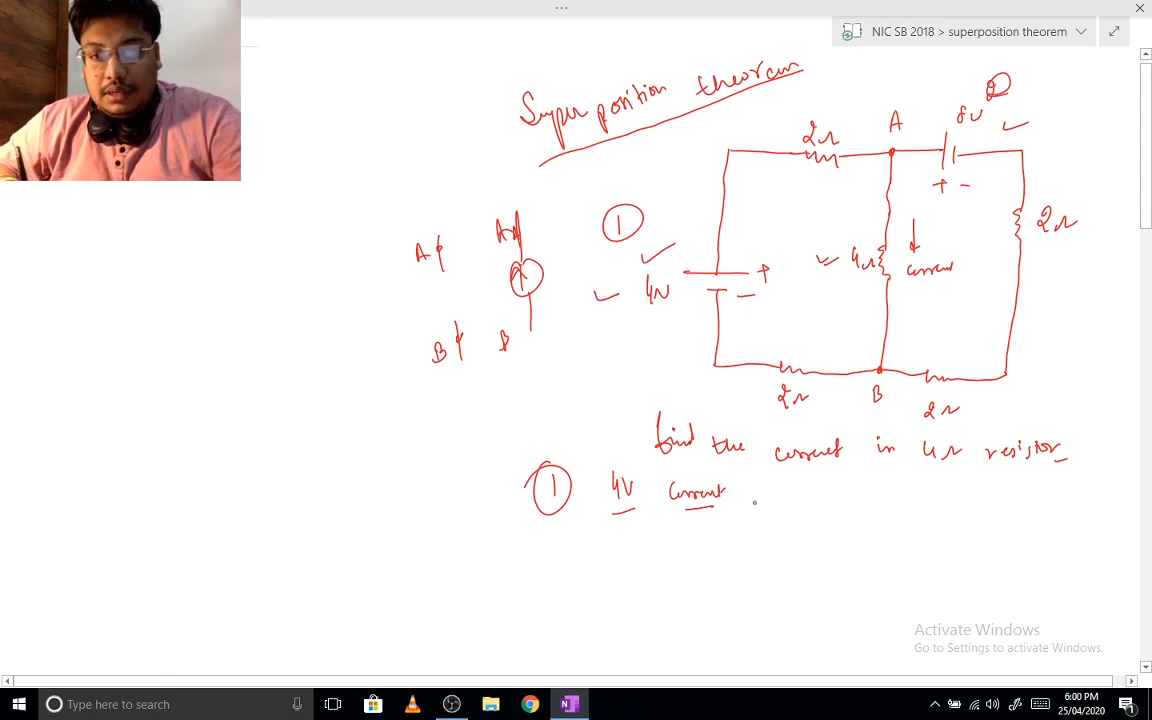 NIC SB 2018 > superposition theorem
Superposition theorem
2
8V
A
2Ω
+ -
1
2Ω
A
A
4Ω
current
4V
+
-
B
B
2Ω
B
2Ω
find the current in 4Ω resistor
1 4V current
Activate Windows
Go to Settings to activate Windows.
Type here to search
6:00 PM
25/04/2020
1